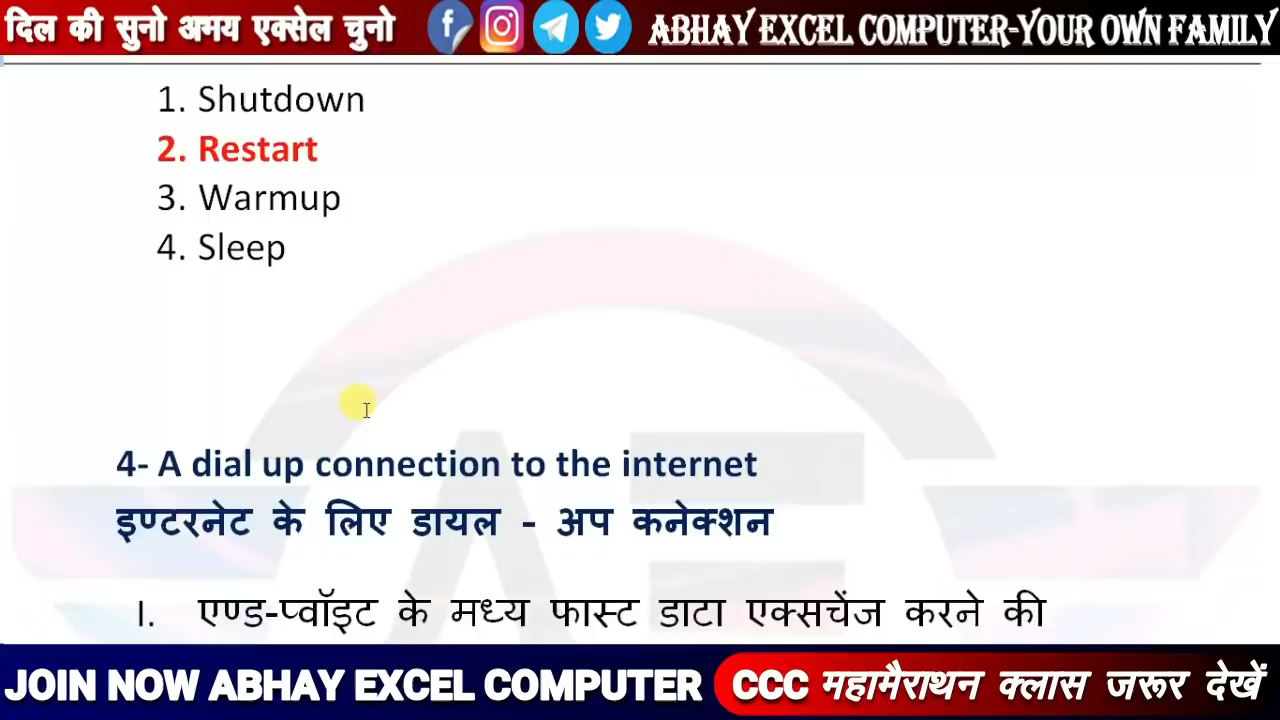 दिल की सुनो अभय एक्सेल चुनो ABHAY EXCEL COMPUTER-YOUR OWN FAMILY
1. Shutdown
2. Restart
3. Warmup
4. Sleep
4- A dial up connection to the internet
इण्टरनेट के लिए डायल - अप कनेक्शन
I. एण्ड-प्वॉइट के मध्य फास्ट डाटा एक्सचेंज करने की
JOIN NOW ABHAY EXCEL COMPUTER CCC महामैराथन क्लास जरूर देखें